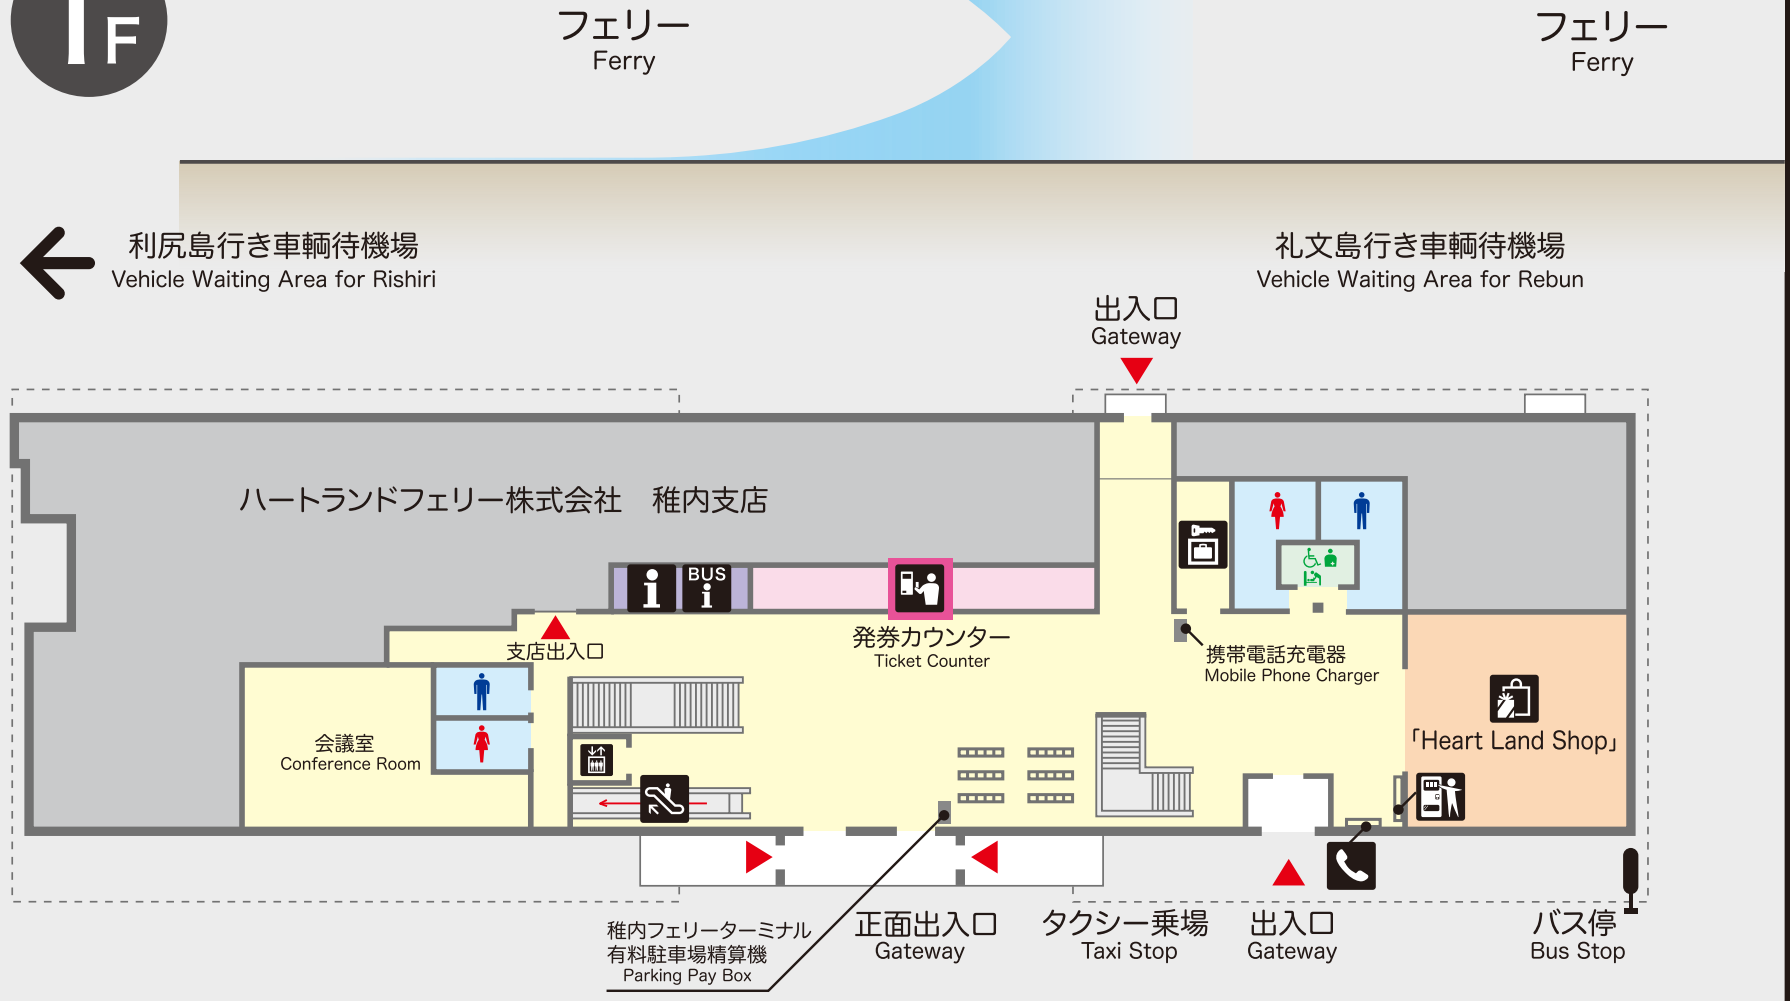 1F
フェリー
Ferry
フェリー
Ferry
利尻島行き車輌待機場
Vehicle Waiting Area for Rishiri
礼文島行き車輌待機場
Vehicle Waiting Area for Rebun
出入口
Gateway
ハートランドフェリー株式会社 稚内支店
i
BUS
i
発券カウンター
Ticket Counter
支店出入口
携帯電話充電器
Mobile Phone Charger
会議室
Conference Room
「Heart Land Shop」
稚内フェリーターミナル
有料駐車場精算機
Parking Pay Box
正面出入口
Gateway
タクシー乗場
Taxi Stop
出入口
Gateway
バス停
Bus Stop